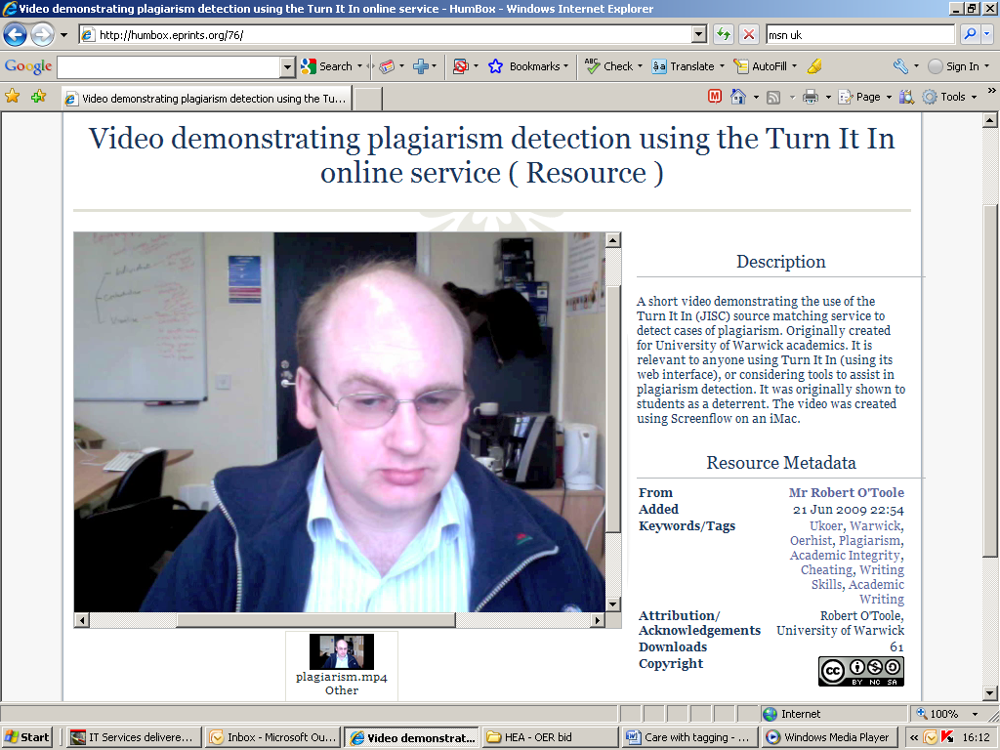 Video demonstrating plagiarism detection using the Turn It In online service - HumBox - Windows Internet Explorer
http://humbox.eprints.org/76/
msn uk
Google
Search
Bookmarks
ABC
Check
Translate
AutoFill
Sign In
Video demonstrating plagiarism detection using the Tu...
Page
Tools
Video demonstrating plagiarism detection using the Turn It In
online service ( Resource )
Description
A short video demonstrating the use of the
Turn It In (JISC) source matching service to
detect cases of plagiarism. Originally created
for University of Warwick academics. It is
relevant to anyone using Turn It In (using its
web interface), or considering tools to assist in
plagiarism detection. It was originally shown to
students as a deterrent. The video was created
using Screenflow on an iMac.
Resource Metadata
From Mr Robert O'Toole
Added 21 Jun 2009 22:54
Keywords/Tags Ukoer, Warwick,
Oerhist, Plagiarism,
Academic Integrity,
Cheating, Writing
Skills, Academic
Writing
Attribution/ Robert O'Toole,
Acknowledgements University of Warwick
Downloads 61
Copyright
cc BY NC SA
plagiarism.mp4
Other
Internet
100%
Start
IT Services delivere...
Inbox - Microsoft Ou...
Video demonstrat...
HEA - OER bid
Care with tagging - ...
Windows Media Player
16:12